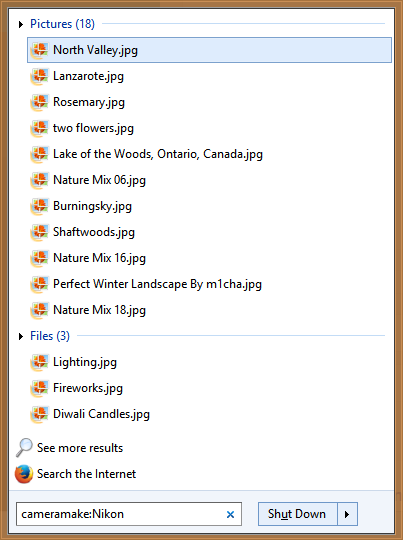 Pictures (18)
North Valley.jpg
Lanzarote.jpg
Rosemary.jpg
two flowers.jpg
Lake of the Woods, Ontario, Canada.jpg
Nature Mix 06.jpg
Burningsky.jpg
Shaftwoods.jpg
Nature Mix 16.jpg
Perfect Winter Landscape By m1cha.jpg
Nature Mix 18.jpg
Files (3)
Lighting.jpg
Fireworks.jpg
Diwali Candles.jpg
See more results
Search the Internet
cameramake:Nikon
Shut Down